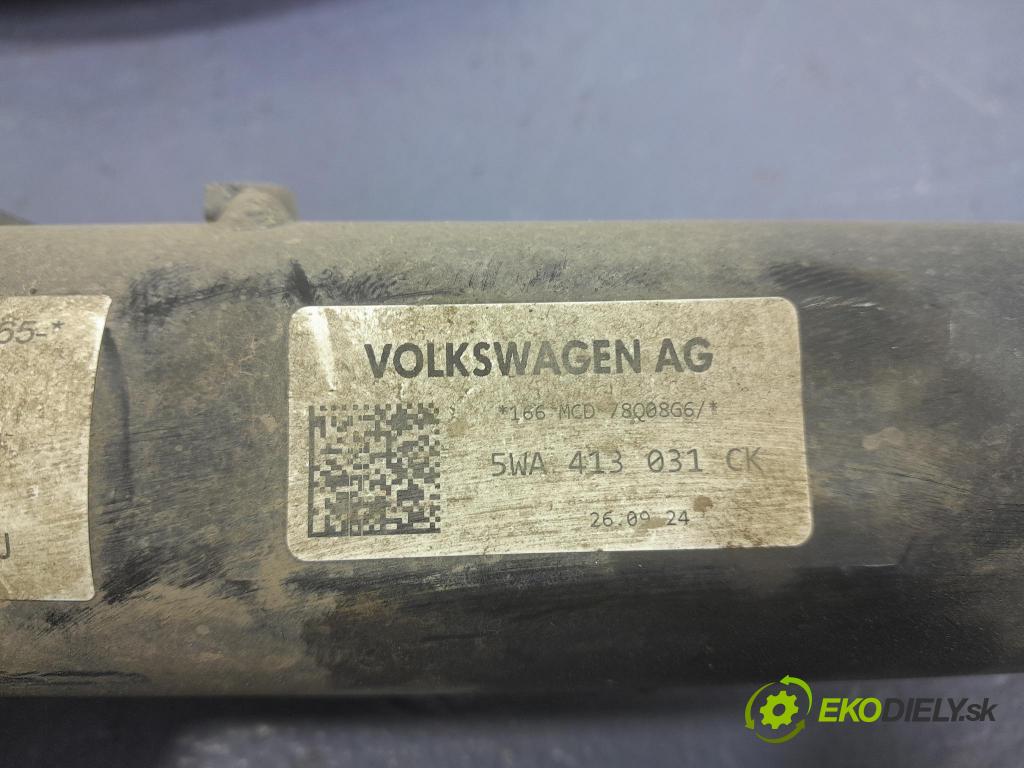 65-*
VOLKSWAGEN AG
*166 MCD 78Q08G6/*
5WA 413 031 CK
26.09 24
J
EKODIELY.sk